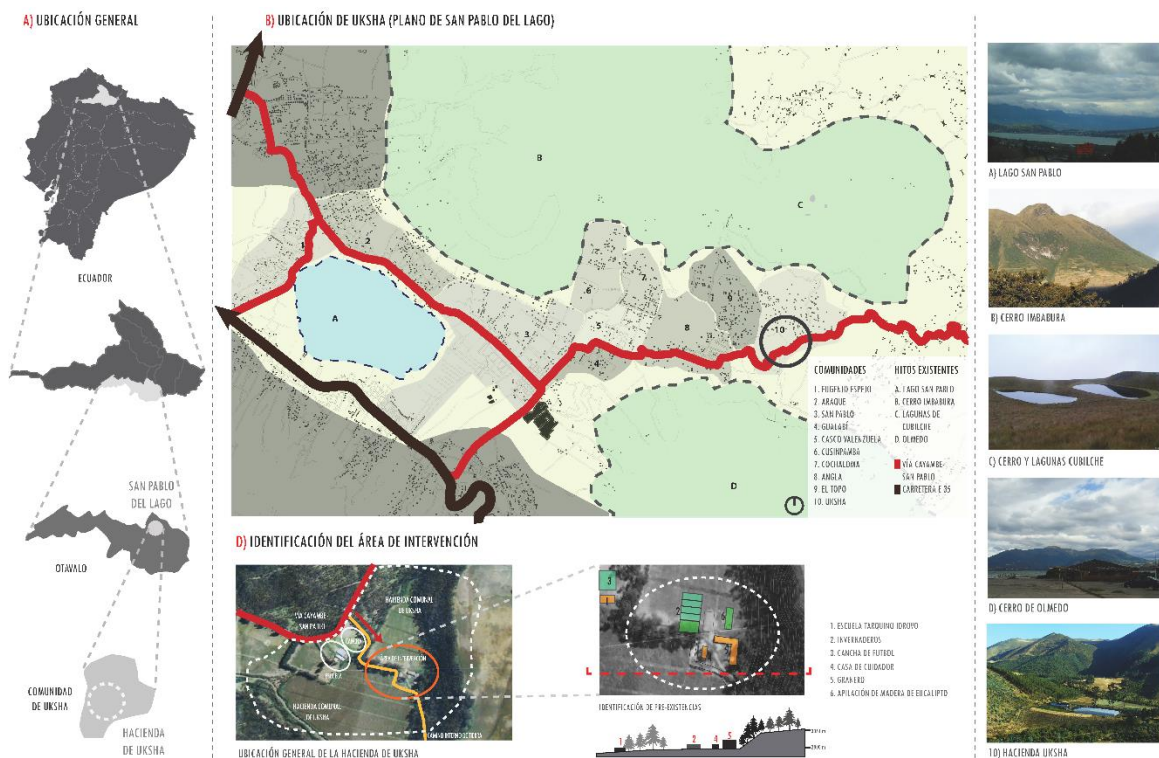 A) UBICACIÓN GENERAL
ECUADOR
SAN PABLO
DEL LAGO
OTAVALO
COMUNIDAD
DE UKSHA
HACIENDA
DE UKSHA
B) UBICACIÓN DE UKSHA (PLANO DE SAN PABLO DEL LAGO)
B
C
1
2
A
3
6
7
5
4
8
9
10
D
COMUNIDADES
1. EUGENIO ESPEJO
2. ARAQUE
3. SAN PABLO
4. GUALABÍ
5. CASCO VALENZUELA
6. CUSINPAMBA
7. COCHALOMA
8. ANGLA
9. EL TOPO
10. UKSHA
HITOS EXISTENTES
A. LAGO SAN PABLO
B. CERRO IMBABURA
C. LAGUNAS DE
CUBILCHE
D. OLMEDO
VÍA CAYAMBE
SAN PABLO
CARRETERA E 35
D) IDENTIFICACIÓN DEL ÁREA DE INTERVENCIÓN
VIA CAYAMBE
SAN PABLO
HACIENDA COMUNAL
DE UKSHA
HACIENDA COMUNAL
DE UKSHA
UBICACIÓN GENERAL DE LA HACIENDA DE UKSHA
3
2
IDENTIFICACIÓN DE PRE-EXISTENCIAS
1
2
4
5
1. ESCUELA TARQUINO IDROVO
2. INVERNADEROS
3. CANCHA DE FUTBOL
4. CASA DE CUIDADOR
5. GRANERO
6. APILACIÓN DE MADERA DE EUCALIPTO
A) LAGO SAN PABLO
B) CERRO IMBABURA
C) CERRO Y LAGUNAS CUBILCHE
D) CERRO DE OLMEDO
10) HACIENDA UKSHA